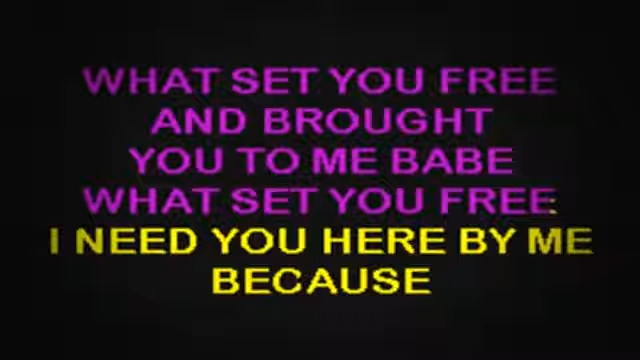 WHAT SET YOU FREE
AND BROUGHT
YOU TO ME BABE
WHAT SET YOU FREE
I NEED YOU HERE BY ME
BECAUSE